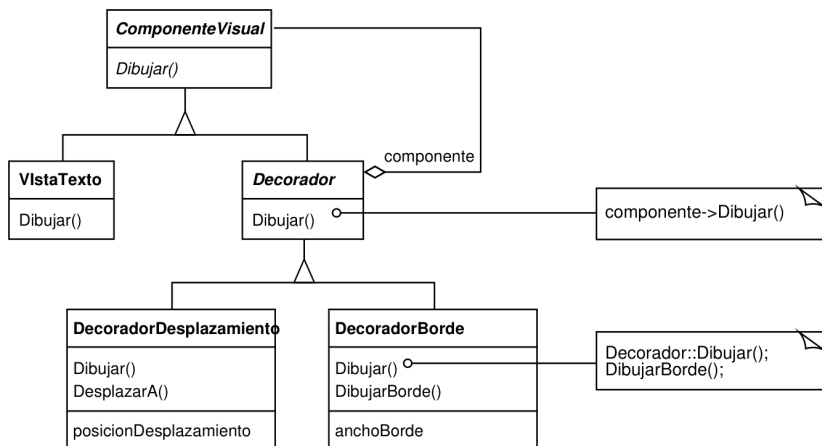 ComponenteVisual
Dibujar()
componente
VIstaTexto
Dibujar()
Decorador
Dibujar()
componente->Dibujar()
DecoradorDesplazamiento
Dibujar()
DesplazarA()
posicionDesplazamiento
DecoradorBorde
Dibujar()
DibujarBorde()
anchoBorde
Decorador::Dibujar();
DibujarBorde();